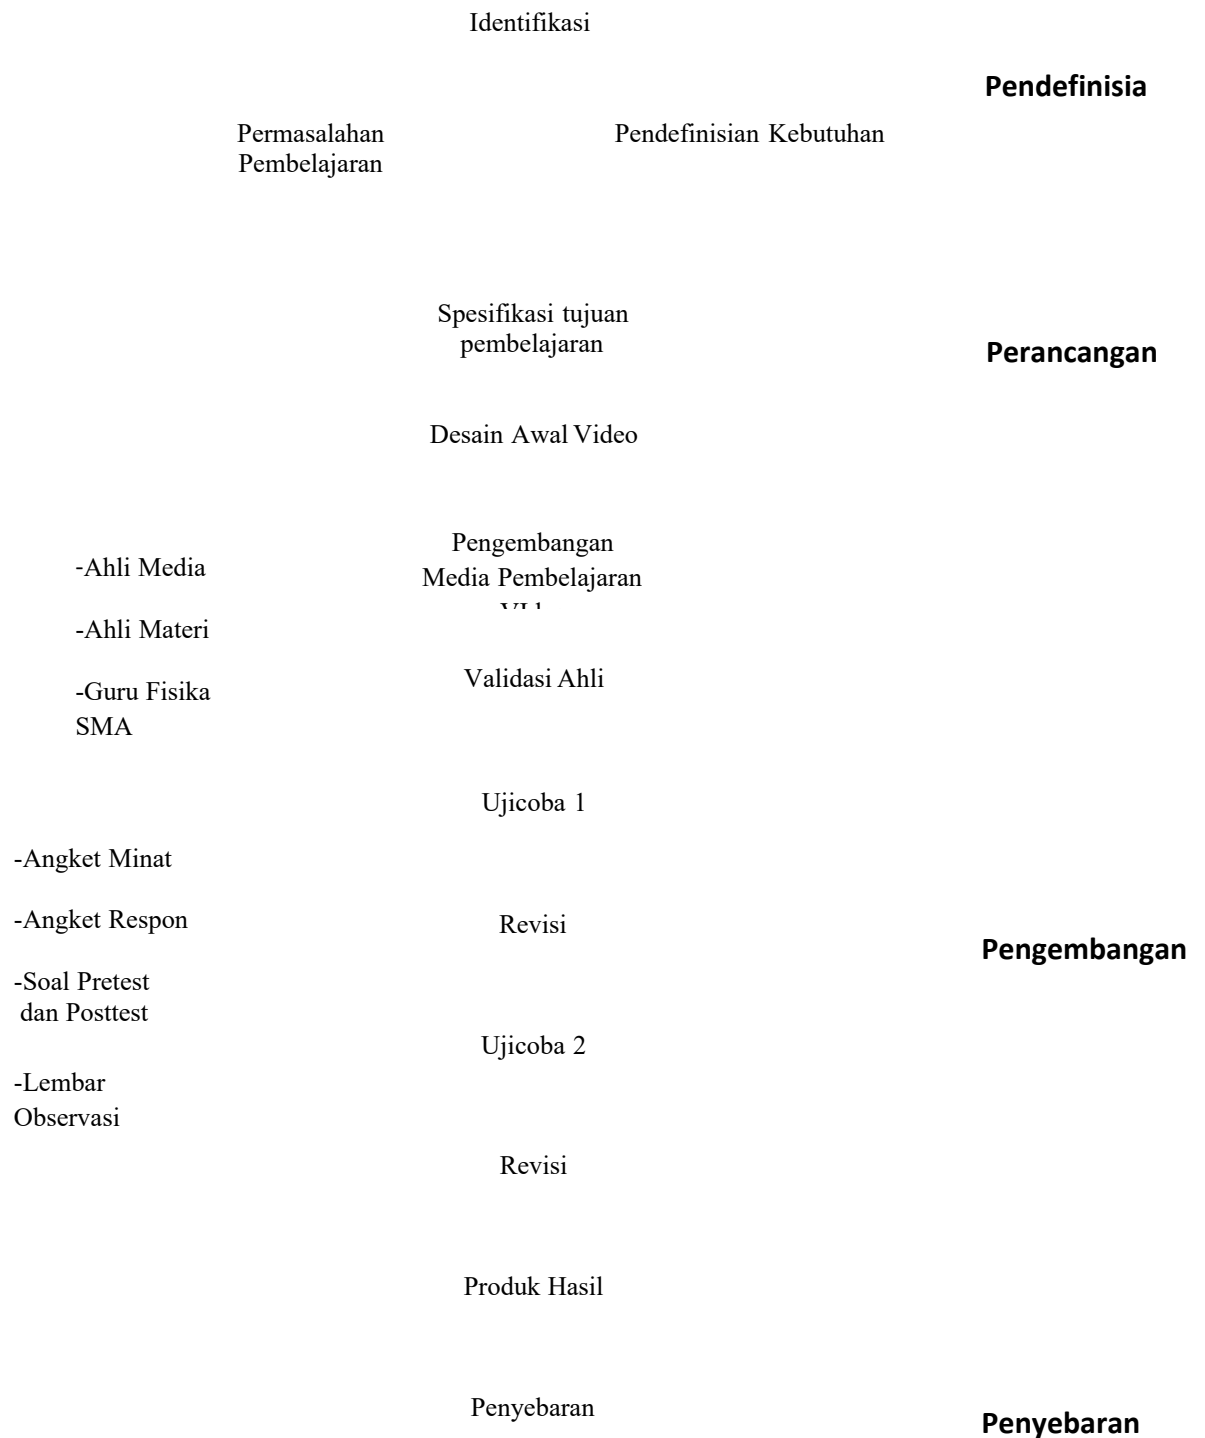 Identifikasi
Pendefinisia
Permasalahan
Pembelajaran
Pendefinisian Kebutuhan
Spesifikasi tujuan
pembelajaran
Perancangan
Desain Awal Video
Pengembangan
Media Pembelajaran
-Ahli Media
-Ahli Materi
-Guru Fisika
SMA
Validasi Ahli
Ujicoba 1
-Angket Minat
-Angket Respon
-Soal Pretest
dan Posttest
-Lembar
Observasi
Revisi
Pengembangan
Ujicoba 2
Revisi
Produk Hasil
Penyebaran
Penyebaran